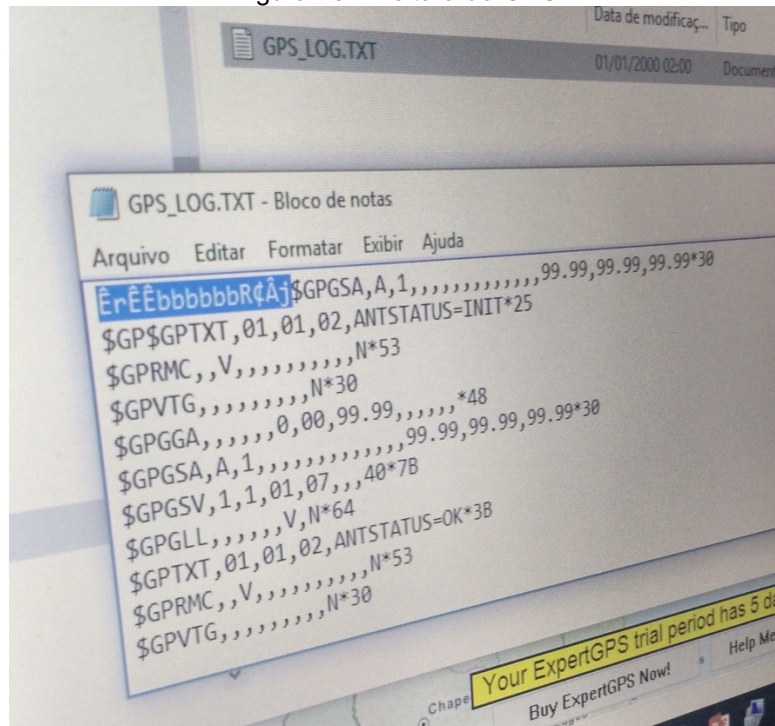 Data de modificaç... Tipo
GPS_LOG.TXT 01/01/2000 02:00 Document
GPS_LOG.TXT - Bloco de notas
Arquivo Editar Formatar Exibir Ajuda
ÊrÊÊbbbbbbR¢Âj$GPGSA,A,1,,,,,,,,,,,,,99.99,99.99,99.99*30
$GP$GPTXT,01,01,02,ANTSTATUS=INIT*25
$GPRMC,,V,,,,,,,,,,N*53
$GPVTG,,,,,,,,,N*30
$GPGGA,,,,,,0,00,99.99,,,,,,*48
$GPGSA,A,1,,,,,,,,,,,,,99.99,99.99,99.99*30
$GPGSV,1,1,01,07,,,40*7B
$GPGLL,,,,,,V,N*64
$GPTXT,01,01,02,ANTSTATUS=OK*3B
$GPRMC,,V,,,,,,,,,,N*53
$GPVTG,,,,,,,,,N*30
Your ExpertGPS trial period has 5 da
Chape
Buy ExpertGPS Now! Help Me